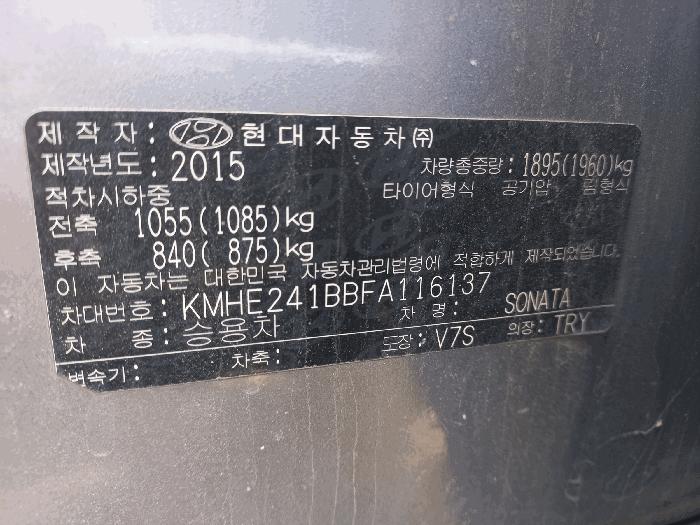 제 작 자 : 현대자동차(주)
제작년도 : 2015 차량총중량 : 1895(1960)kg
적차시하중 타이어형식 공기압 림형식
전축 1055(1085)kg
후축 840( 875)kg
이 자동차는 대한민국 자동차관리법령에 적합하게 제작되었습니다.
차대번호 : KMHE241BBFA116137
차 종 : 승용차 차 명 : SONATA
변속기 : 차축 : 도장 : V7S 의장 : TRY